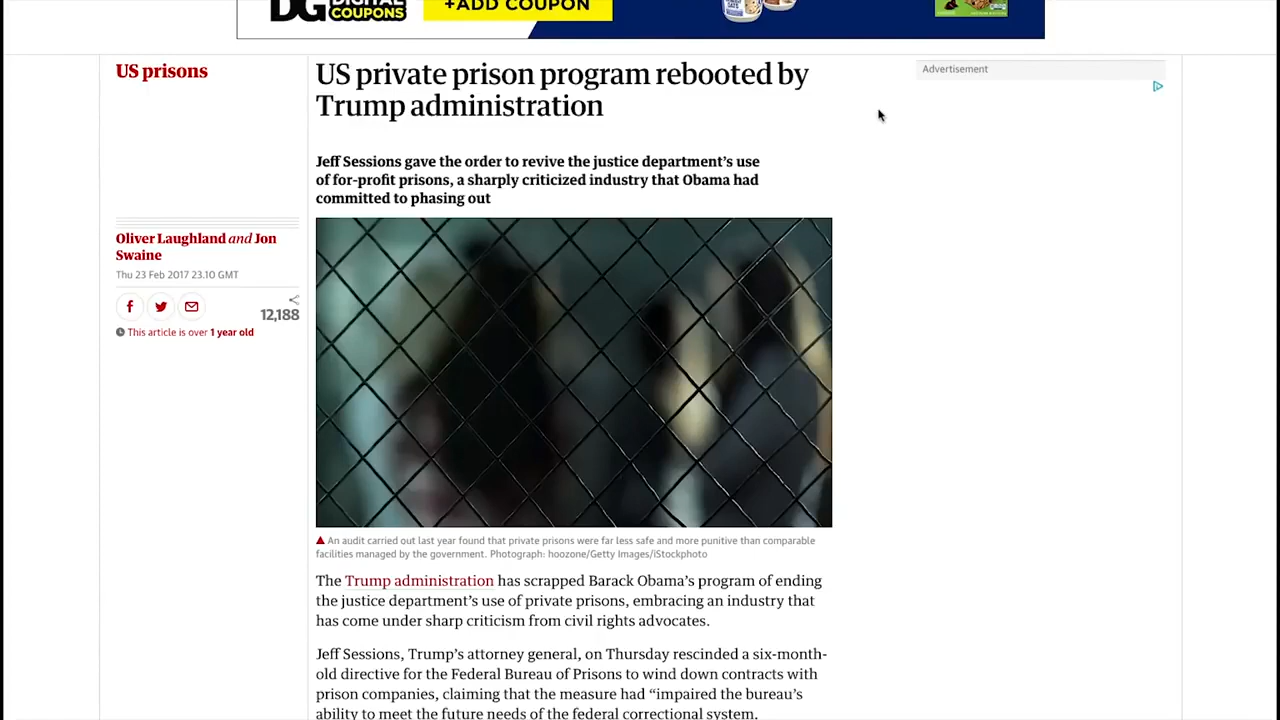 DG DIGITAL
COUPONS
+ADD COUPON
US prisons
US private prison program rebooted by
Trump administration
Advertisement
Jeff Sessions gave the order to revive the justice department's use
of for-profit prisons, a sharply criticized industry that Obama had
committed to phasing out
Oliver Laughland and Jon
Swaine
Thu 23 Feb 2017 23.10 GMT
12,188
This article is over 1 year old
An audit carried out last year found that private prisons were far less safe and more punitive than comparable
facilities managed by the government. Photograph: hoozone/Getty Images/iStockphoto
The Trump administration has scrapped Barack Obama's program of ending
the justice department's use of private prisons, embracing an industry that
has come under sharp criticism from civil rights advocates.
Jeff Sessions, Trump's attorney general, on Thursday rescinded a six-month-
old directive for the Federal Bureau of Prisons to wind down contracts with
prison companies, claiming that the measure had “impaired the bureau's
ability to meet the future needs of the federal correctional system.